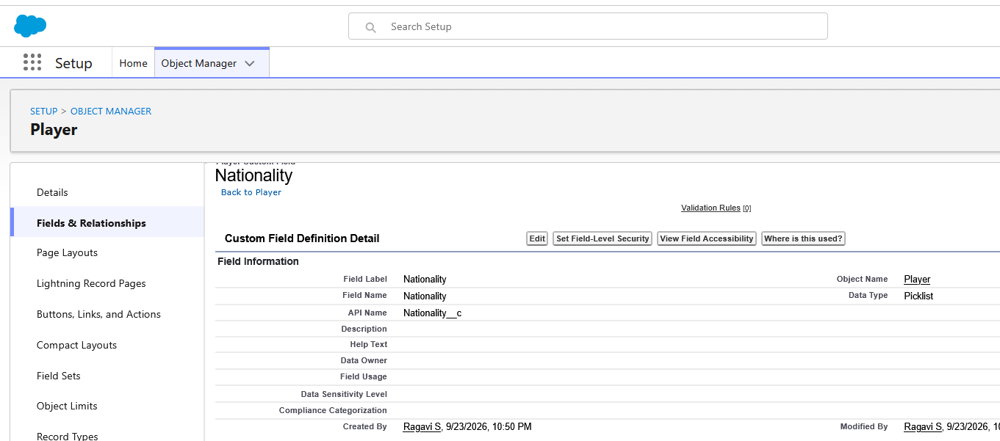 Search Setup
Setup Home Object Manager
SETUP > OBJECT MANAGER
Player
Details
Fields & Relationships
Page Layouts
Lightning Record Pages
Buttons, Links, and Actions
Compact Layouts
Field Sets
Object Limits
Record Types
Player Custom Field
Nationality
Back to Player
Validation Rules [0]
Custom Field Definition Detail Edit Set Field-Level Security View Field Accessibility Where is this used?
Field Information
Field Label Nationality Object Name Player
Field Name Nationality Data Type Picklist
API Name Nationality__c
Description
Help Text
Data Owner
Field Usage
Data Sensitivity Level
Compliance Categorization
Created By Ragavi S, 9/23/2026, 10:50 PM Modified By Ragavi S, 9/23/2026,